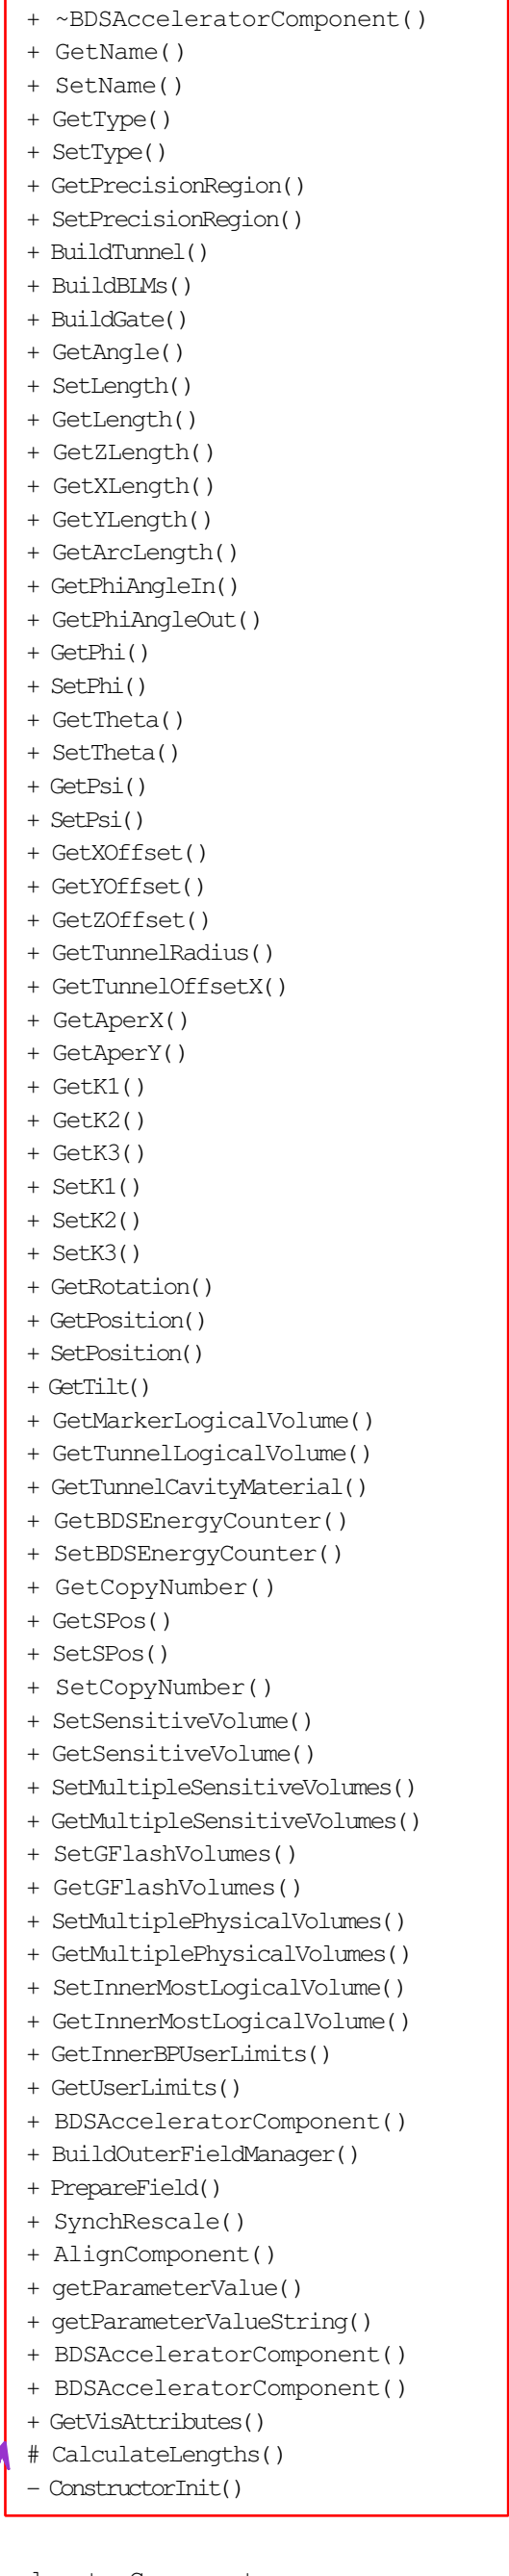 + ~BDSAcceleratorComponent()
+ GetName()
+ SetName()
+ GetType()
+ SetType()
+ GetPrecisionRegion()
+ SetPrecisionRegion()
+ BuildTunnel()
+ BuildBLMs()
+ BuildGate()
+ GetAngle()
+ SetLength()
+ GetLength()
+ GetZLength()
+ GetXLength()
+ GetYLength()
+ GetArcLength()
+ GetPhiAngleIn()
+ GetPhiAngleOut()
+ GetPhi()
+ SetPhi()
+ GetTheta()
+ SetTheta()
+ GetPsi()
+ SetPsi()
+ GetXOffset()
+ GetYOffset()
+ GetZOffset()
+ GetTunnelRadius()
+ GetTunnelOffsetX()
+ GetAperX()
+ GetAperY()
+ GetK1()
+ GetK2()
+ GetK3()
+ SetK1()
+ SetK2()
+ SetK3()
+ GetRotation()
+ GetPosition()
+ SetPosition()
+ GetTilt()
+ GetMarkerLogicalVolume()
+ GetTunnelLogicalVolume()
+ GetTunnelCavityMaterial()
+ GetBDSEnergyCounter()
+ SetBDSEnergyCounter()
+ GetCopyNumber()
+ GetSPos()
+ SetSPos()
+ SetCopyNumber()
+ SetSensitiveVolume()
+ GetSensitiveVolume()
+ SetMultipleSensitiveVolumes()
+ GetMultipleSensitiveVolumes()
+ SetGFlashVolumes()
+ GetGFlashVolumes()
+ SetMultiplePhysicalVolumes()
+ GetMultiplePhysicalVolumes()
+ SetInnerMostLogicalVolume()
+ GetInnerMostLogicalVolume()
+ GetInnerBPUserLimits()
+ GetUserLimits()
+ BDSAcceleratorComponent()
+ BuildOuterFieldManager()
+ PrepareField()
+ SynchRescale()
+ AlignComponent()
+ getParameterValue()
+ getParameterValueString()
+ BDSAcceleratorComponent()
+ BDSAcceleratorComponent()
+ GetVisAttributes()
# CalculateLengths()
− ConstructorInit()